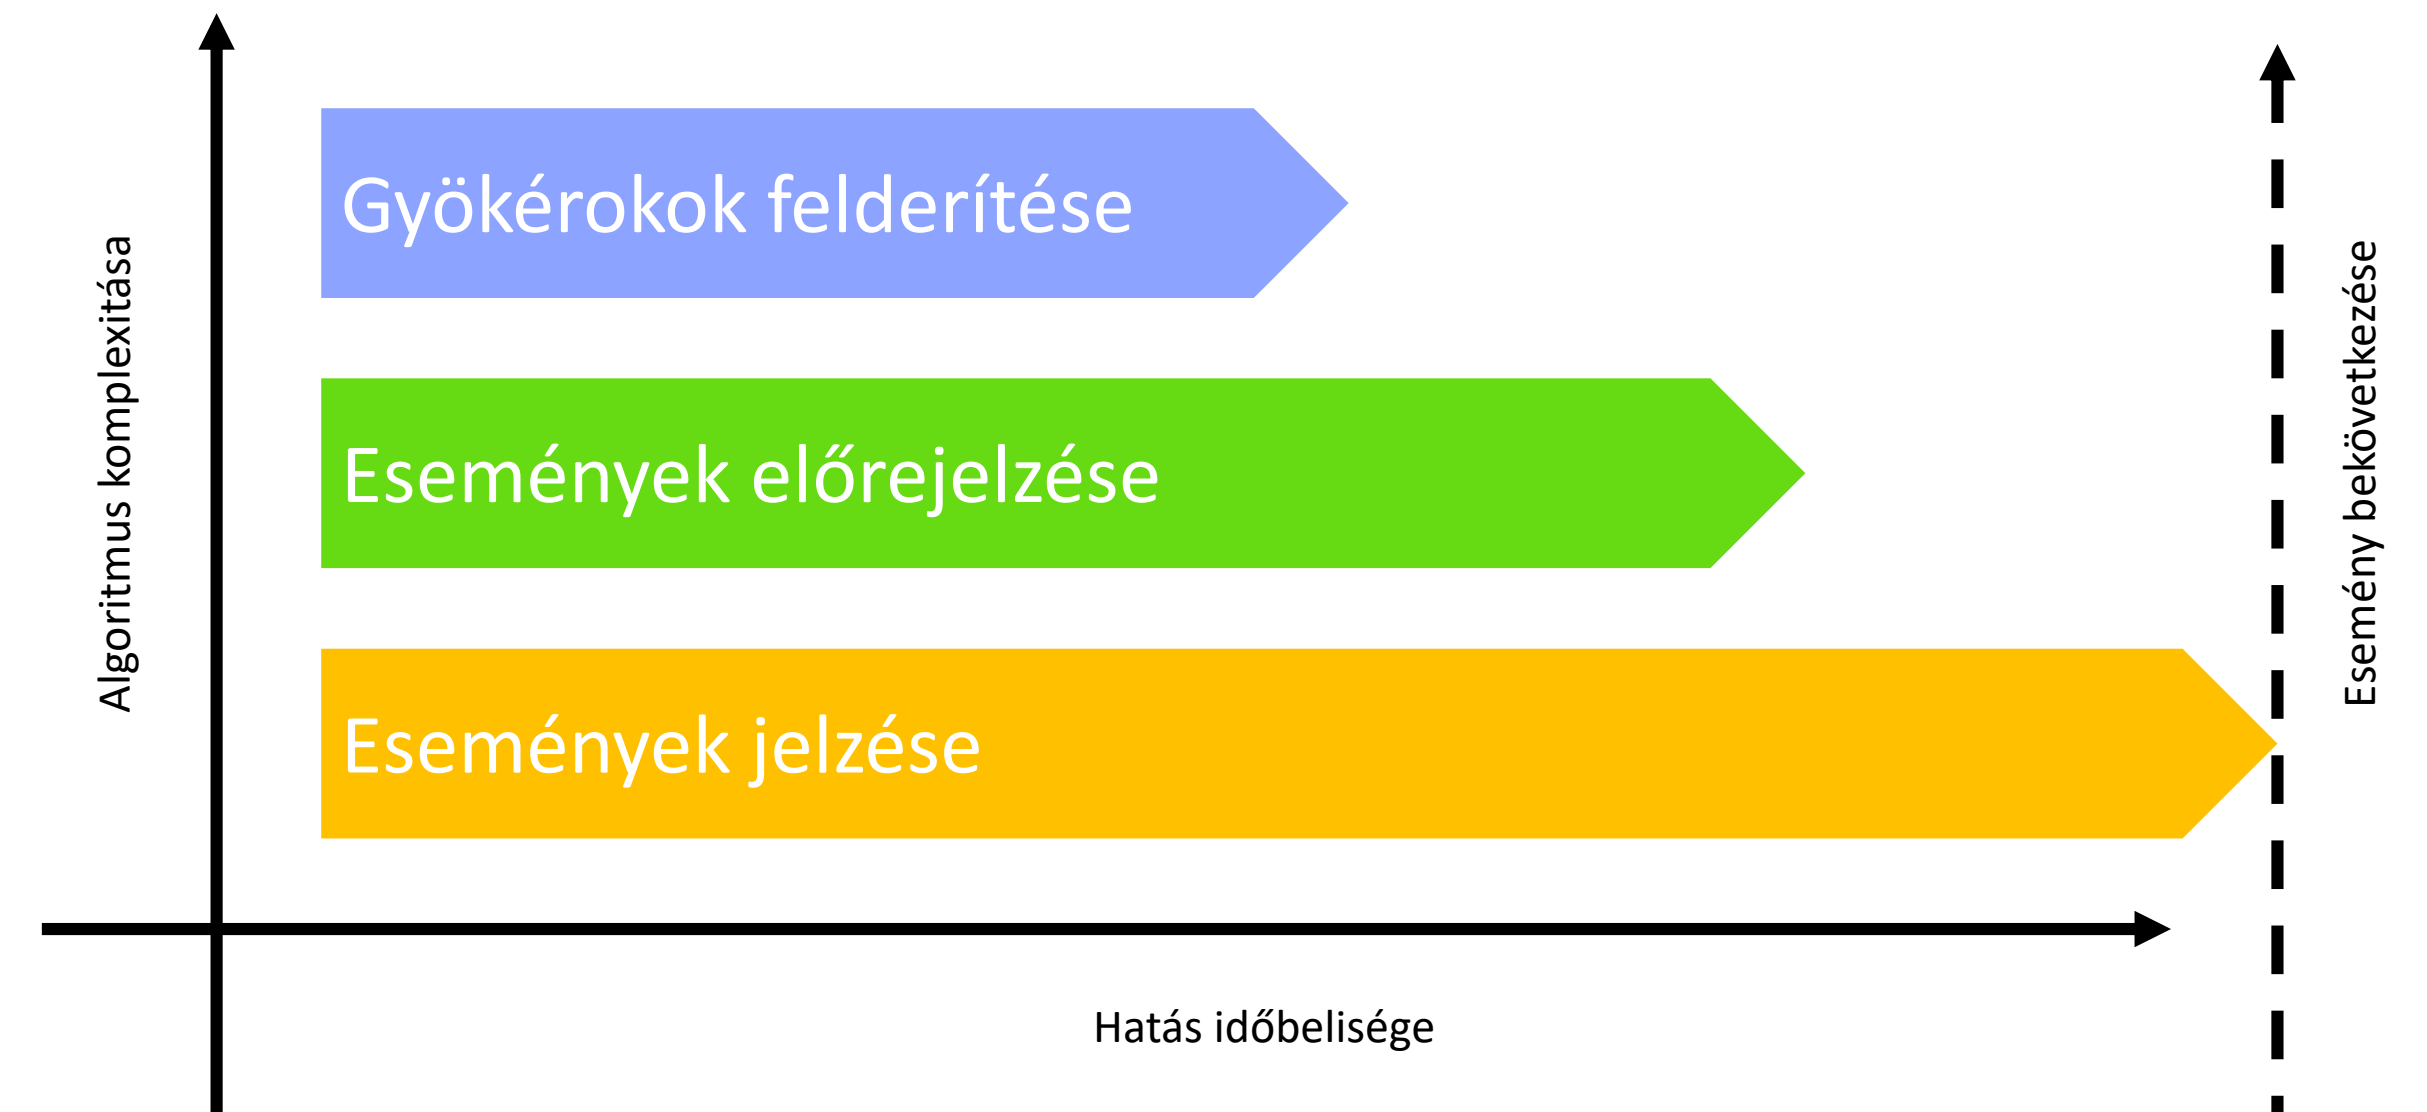 Algoritmus komplexitása
Gyökérokok felderítése
Események előrejelzése
Események jelzése
Esemény bekövetkezése
Hatás időbelisége